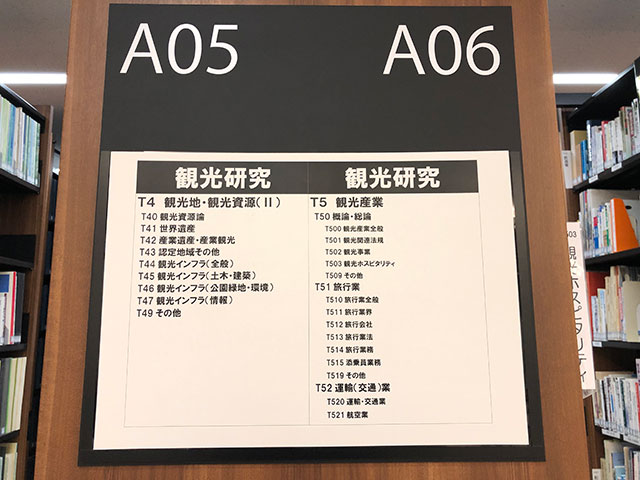 A05
A06
観光研究
T4 観光地・観光資源(Ⅱ)
T40 観光資源論
T41 世界遺産
T42 産業遺産・産業観光
T43 認定地域その他
T44 観光インフラ(全般)
T45 観光インフラ(土木・建築)
T46 観光インフラ(公園緑地・環境)
T47 観光インフラ(情報)
T49 その他
観光研究
T5 観光産業
T50 概論・総論
T500 観光産業全般
T501 観光関連法規
T502 観光事業
T503 観光ホスピタリティ
T509 その他
T51 旅行業
T510 旅行業全般
T511 旅行業界
T512 旅行会社
T513 旅行業法
T514 旅行業務
T515 添乗員業務
T519 その他
T52 運輸(交通)業
T520 運輸・交通業
T521 航空業
503
観光ホスピタリティ